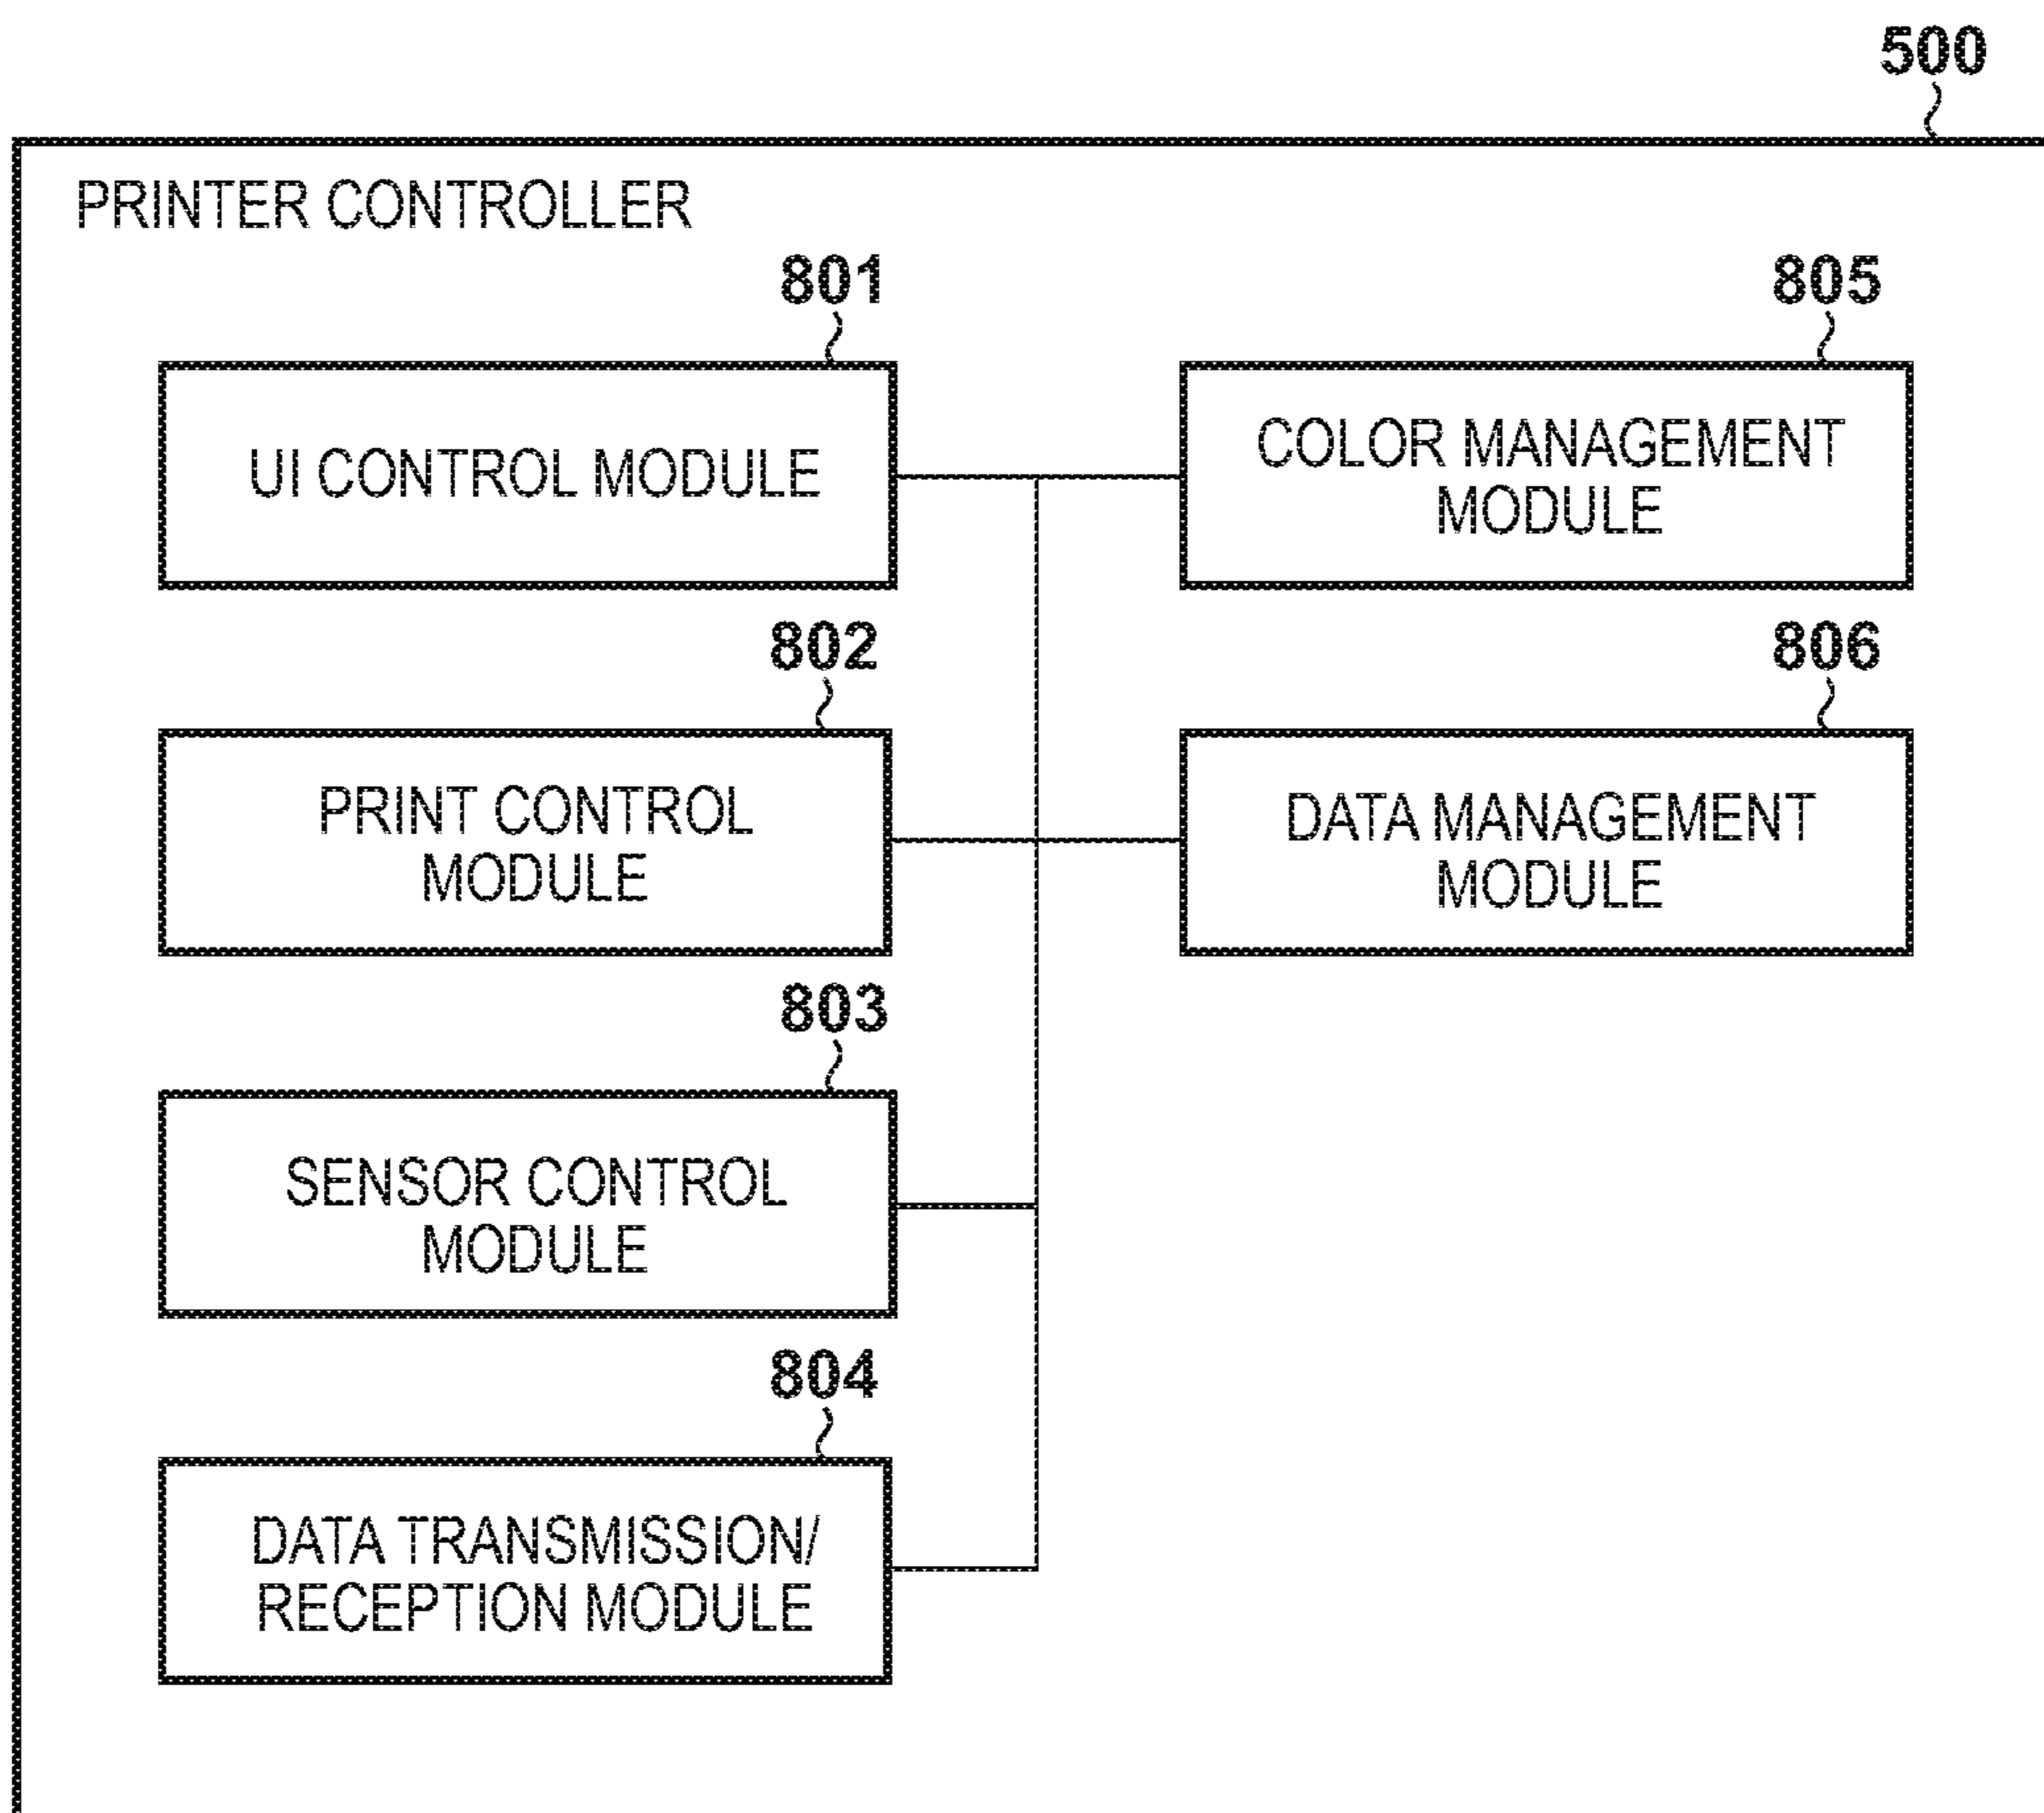 500
PRINTER CONTROLLER
801
UI CONTROL MODULE
802
PRINT CONTROL
MODULE
803
SENSOR CONTROL
MODULE
804
DATA TRANSMISSION/
RECEPTION MODULE
805
COLOR MANAGEMENT
MODULE
806
DATA MANAGEMENT
MODULE